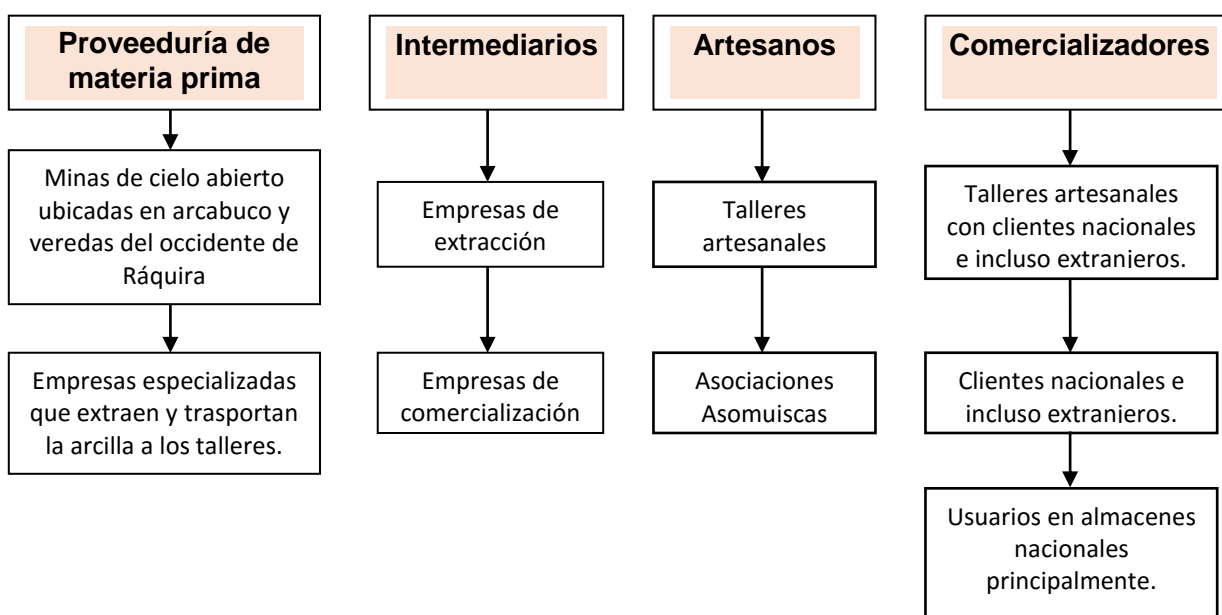 Proveeduría de
materia prima
Minas de cielo abierto
ubicadas en arcabuco y
veredas del occidente de
Ráquira
Empresas especializadas
que extraen y trasportan
la arcilla a los talleres.
Intermediarios
Empresas de
extracción
Empresas de
comercialización
Artesanos
Talleres
artesanales
Asociaciones
Asomuiscas
Comercializadores
Talleres artesanales
con clientes nacionales
e incluso extranjeros.
Clientes nacionales e
incluso extranjeros.
Usuarios en almacenes
nacionales
principalmente.